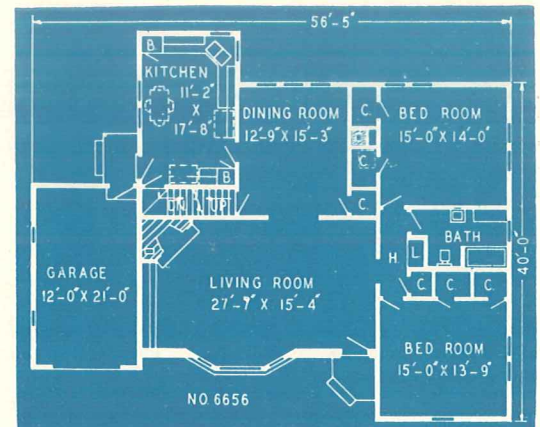 56'-5"
B.
KITCHEN
11'-2"
X
17'-8"
B
DINING ROOM
12'-9" X 15'-3"
C.
C.
C.
BED ROOM
15'-0" X 14'-0"
DN. UP
BATH
40'-0"
H.
L.
C.
C.
C.
GARAGE
12'-0" X 21'-0"
LIVING ROOM
27'-7" X 15'-4"
BED ROOM
15'-0" X 13'-9"
NO. 6656